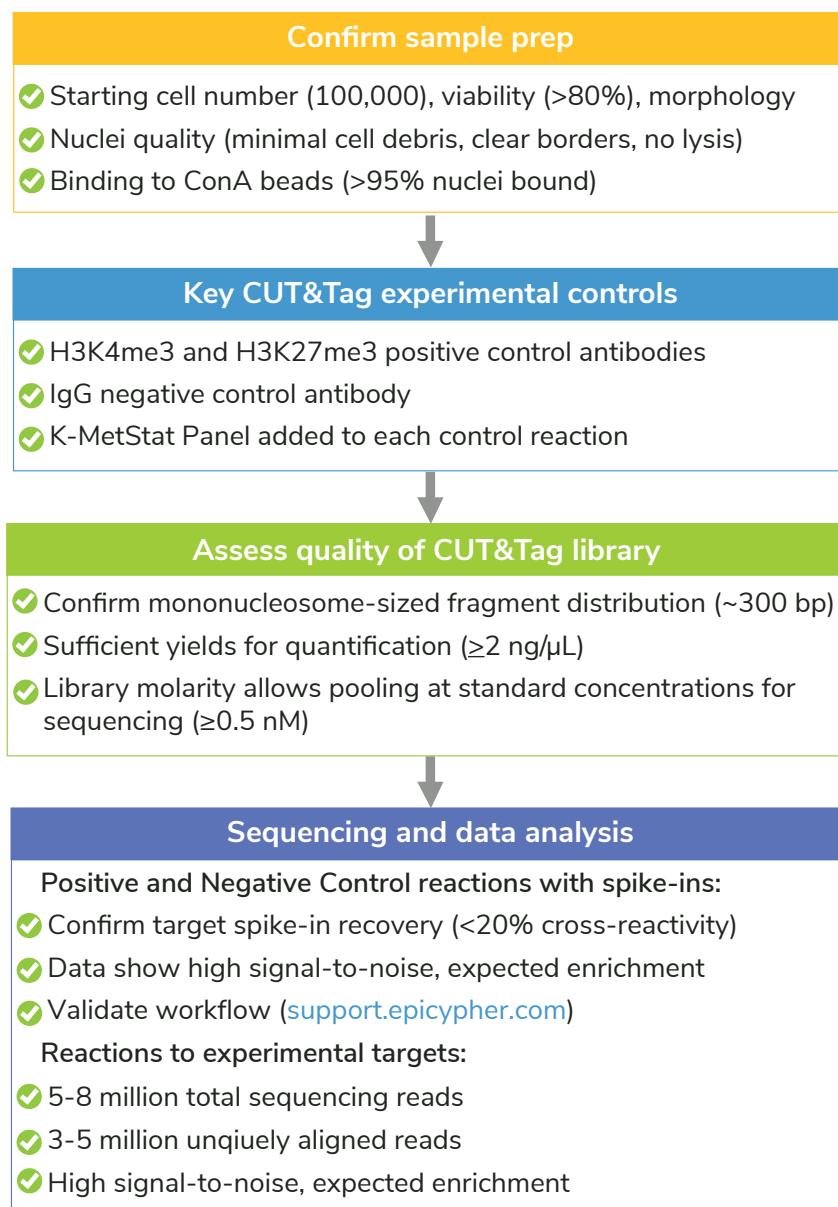 Confirm sample prep
Starting cell number (100,000), viability (>80%), morphology
Nuclei quality (minimal cell debris, clear borders, no lysis)
Binding to ConA beads (>95% nuclei bound)
Key CUT&Tag experimental controls
H3K4me3 and H3K27me3 positive control antibodies
IgG negative control antibody
K-MetStat Panel added to each control reaction
Assess quality of CUT&Tag library
Confirm mononucleosome-sized fragment distribution (~300 bp)
Sufficient yields for quantification (≥2 ng/µL)
Library molarity allows pooling at standard concentrations for
sequencing (≥0.5 nM)
Sequencing and data analysis
Positive and Negative Control reactions with spike-ins:
Confirm target spike-in recovery (<20% cross-reactivity)
Data show high signal-to-noise, expected enrichment
Validate workflow (support.epicypher.com)
Reactions to experimental targets:
5-8 million total sequencing reads
3-5 million unqiuely aligned reads
High signal-to-noise, expected enrichment